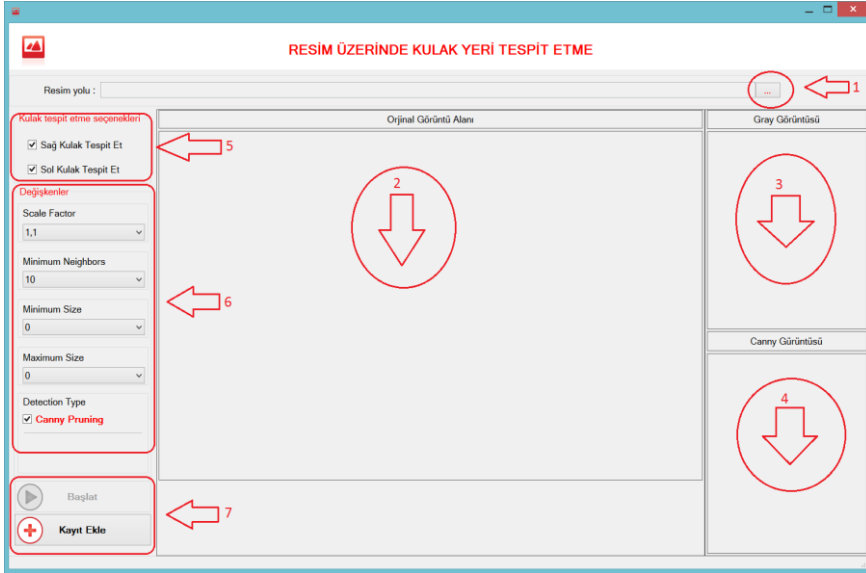 RESİM ÜZERİNDE KULAK YERİ TESPİT ETME
Resim yolu :
...
1
Kulak tespit etme seçenekleri
Sağ Kulak Tespit Et
Sol Kulak Tespit Et
5
Orjinal Görüntü Alanı
Gray Görüntüsü
2
3
Değişkenler
Scale Factor
1,1
Minimum Neighbors
10
6
Minimum Size
0
Maximum Size
0
Detection Type
Canny Pruning
Canny Görüntüsü
4
Başlat
Kayıt Ekle
7